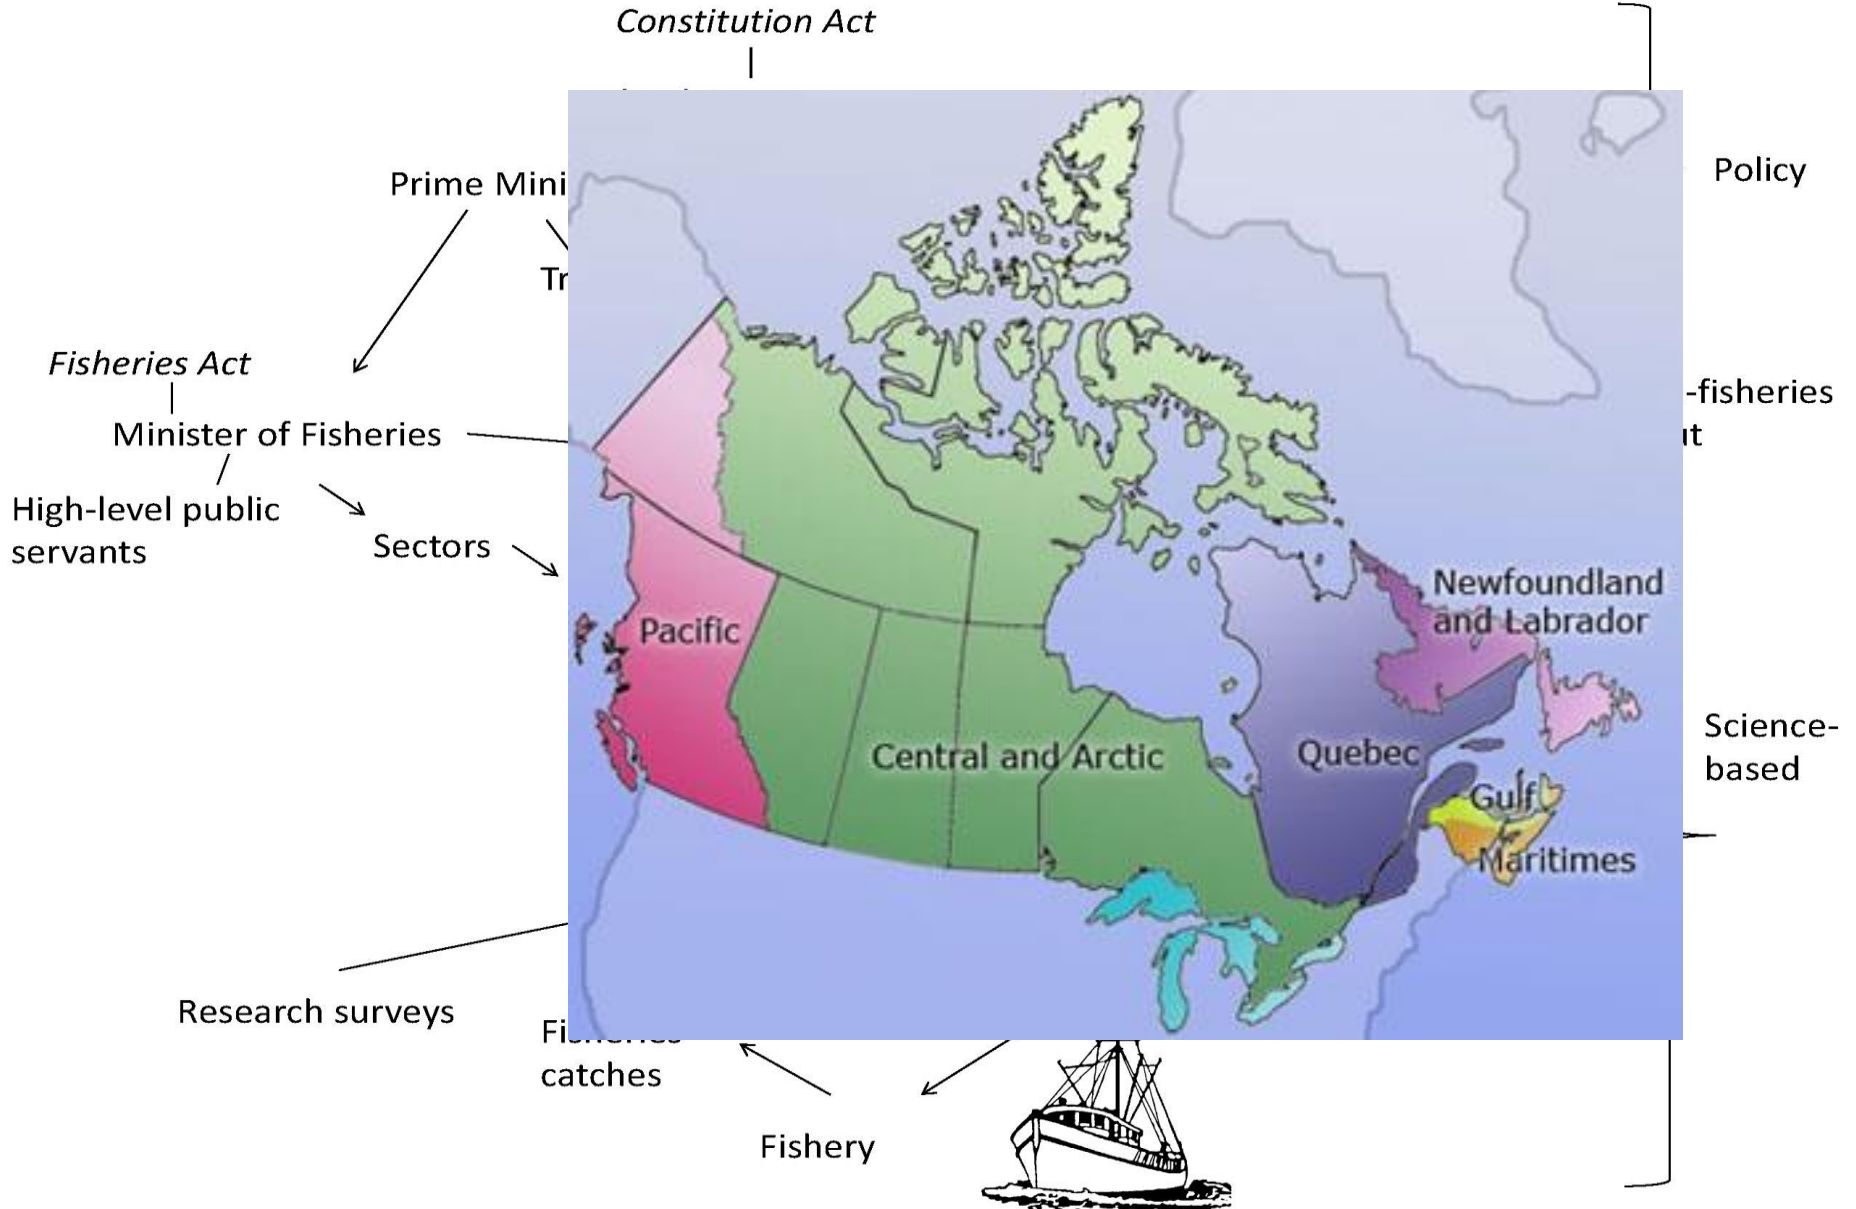 Constitution Act
Policy
Prime Mini
Tr
Fisheries Act
-fisheries
Minister of Fisheries
High-level public
servants
Sectors
Newfoundland
and Labrador
Pacific
Central and Arctic
Quebec
Science-
based
Gulf
Maritimes
Research surveys
Fisheries
catches
Fishery